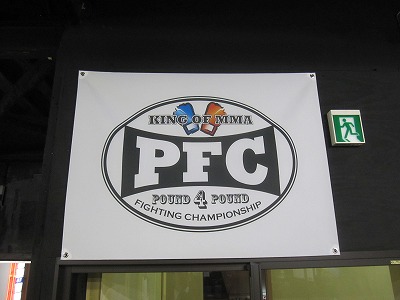 KING OF MMA
PFC
POUND 4 POUND
FIGHTING CHAMPIONSHIP